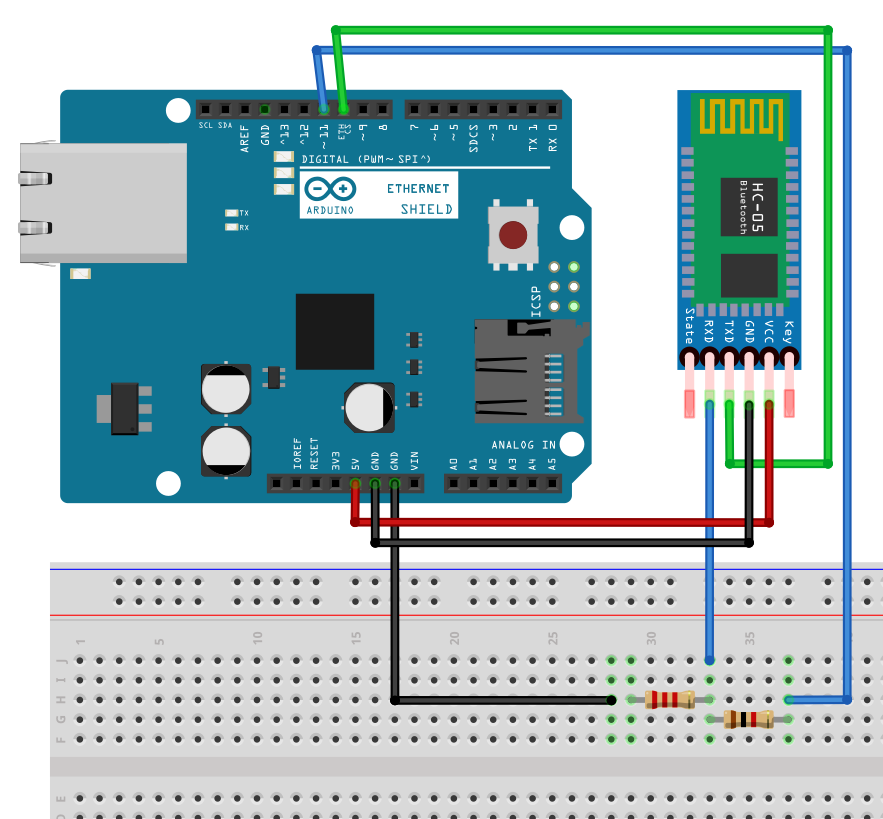 SCL SDA AREF GND ^13 ^12 ~11 ~9 8 7 ~6 ~5 SDCS ~3 2 TX 1 RX 0
DIGITAL (PWM~ SPI^)
ARDUINO
ETHERNET
SHIELD
TX
RX
ICSP
HC-05
Bluetooth
State RXD TXD GND VCC Key
ANALOG IN
IOREF RESET 3V3 5V GND GND VIN A0 A1 A2 A3 A4 A5
1 5 10 15 20 25 30 35
J
I
H
G
F
E